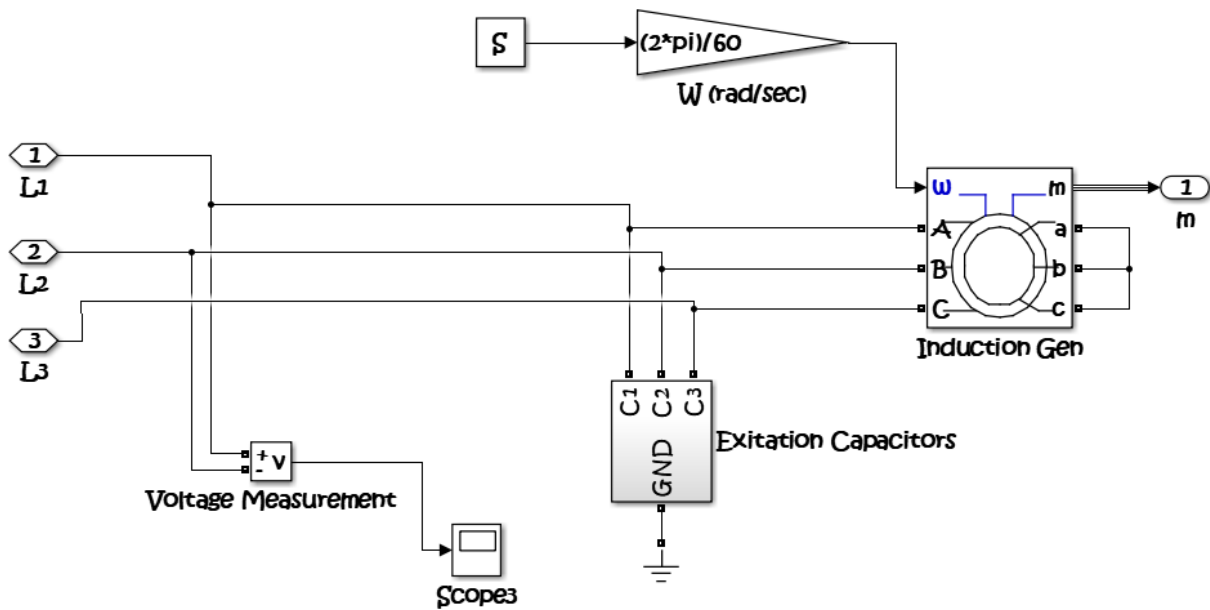 S
(2*pi)/60
W (rad/sec)
1
L1
2
L2
3
L3
w
m
A
a
B
b
C
c
Induction Gen
1
m
C1
C2
C3
GND
Exitation Capacitors
+
-
v
Voltage Measurement
Scope3